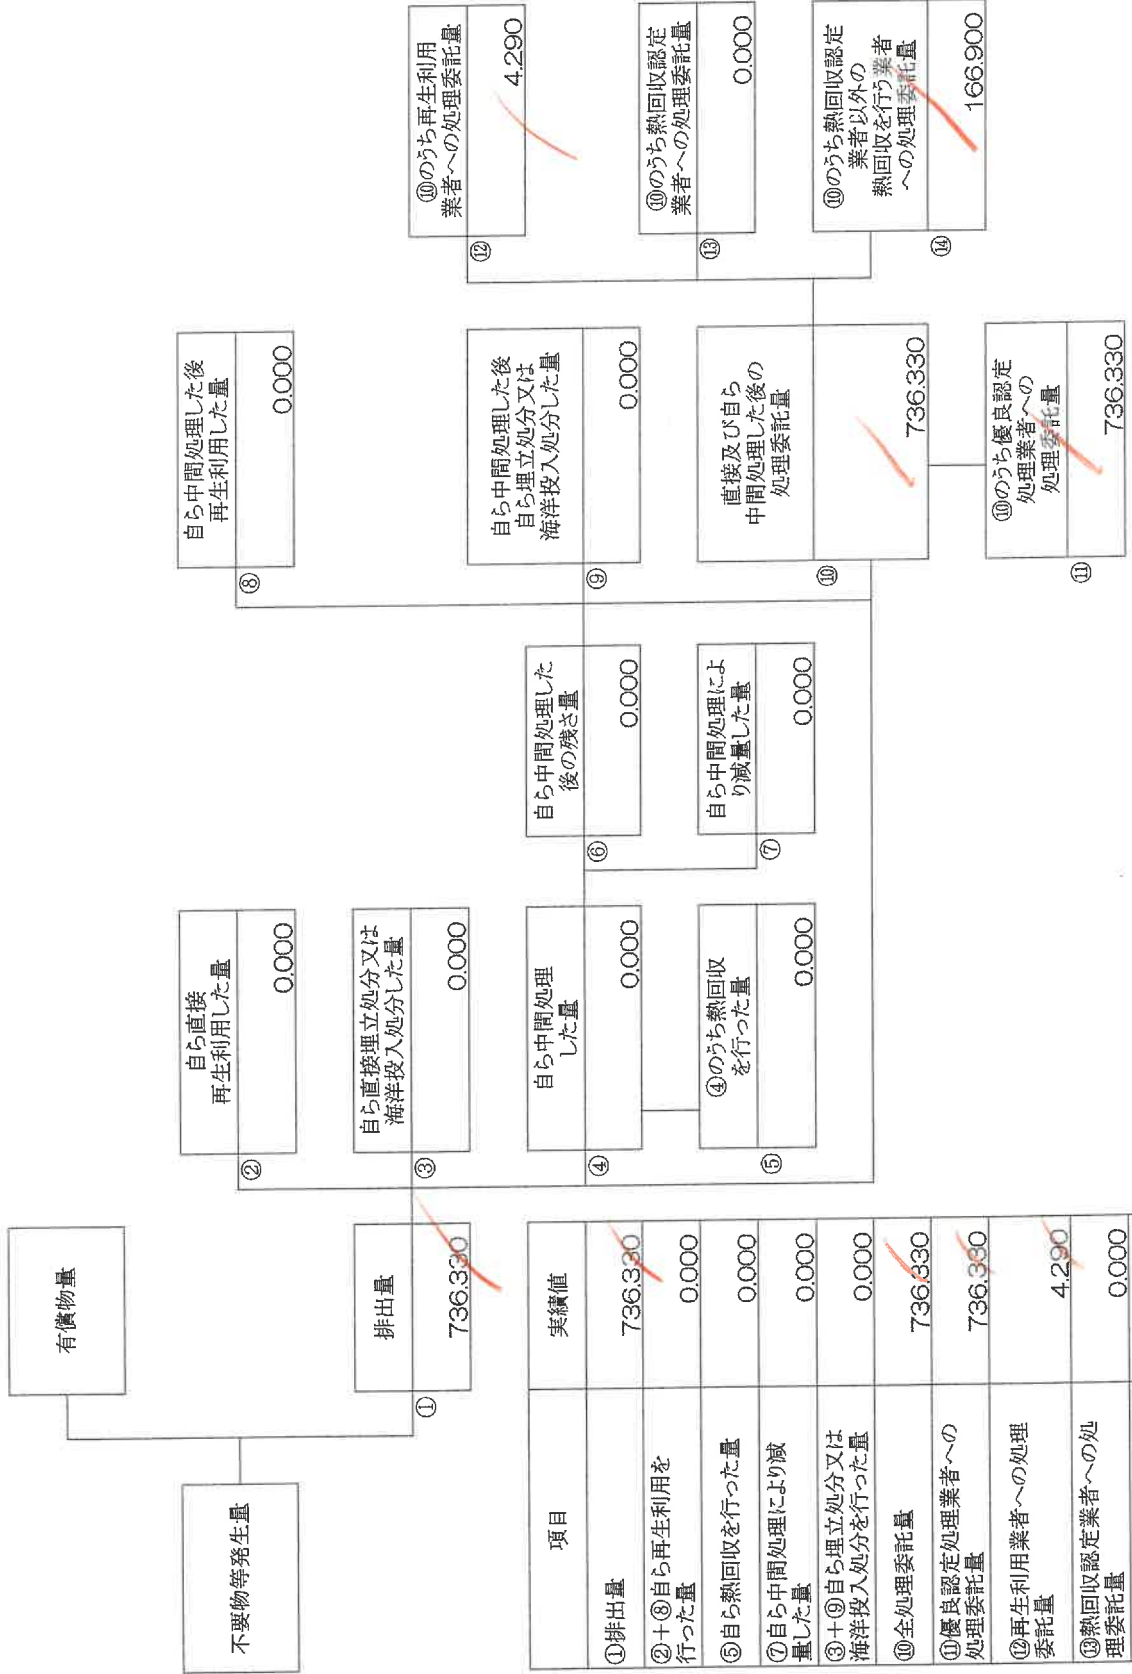 不要物等発生量
有償物量
排出量
①
736.330
自ら直接
再生利用した量
②
0.000
自ら直接埋立処分又は
海洋投入処分した量
③
0.000
自ら中間処理
した量
④
0.000
④のうち熱回収
を行った量
⑤
0.000
自ら中間処理した
後の残さ量
⑥
0.000
自ら中間処理によ
り減量した量
⑦
0.000
自ら中間処理した後
再生利用した量
⑧
0.000
自ら中間処理した後
自ら埋立処分又は
海洋投入処分した量
⑨
0.000
直接及び自ら
中間処理した後の
処理委託量
⑩
736.330
⑩のうち優良認定
処理業者への
処理委託量
⑪
736.330
⑩のうち再生利用
業者への処理委託量
⑫
4.290
⑩のうち熱回収認定
業者への処理委託量
⑬
0.000
⑩のうち熱回収認定
業者以外の
熱回収を行う業者
への処理委託量
⑭
166.900
項目
実績値
①排出量
736.330
②+⑧自ら再生利用を
行った量
0.000
⑤自ら熱回収を行った量
0.000
⑦自ら中間処理により減
量した量
0.000
③+⑨自ら埋立処分又は
海洋投入処分を行った量
0.000
⑩全処理委託量
736.330
⑪優良認定処理業者への
処理委託量
736.330
⑫再生利用業者への処理
委託量
4.290
⑬熱回収認定業者への処
理委託量
0.000